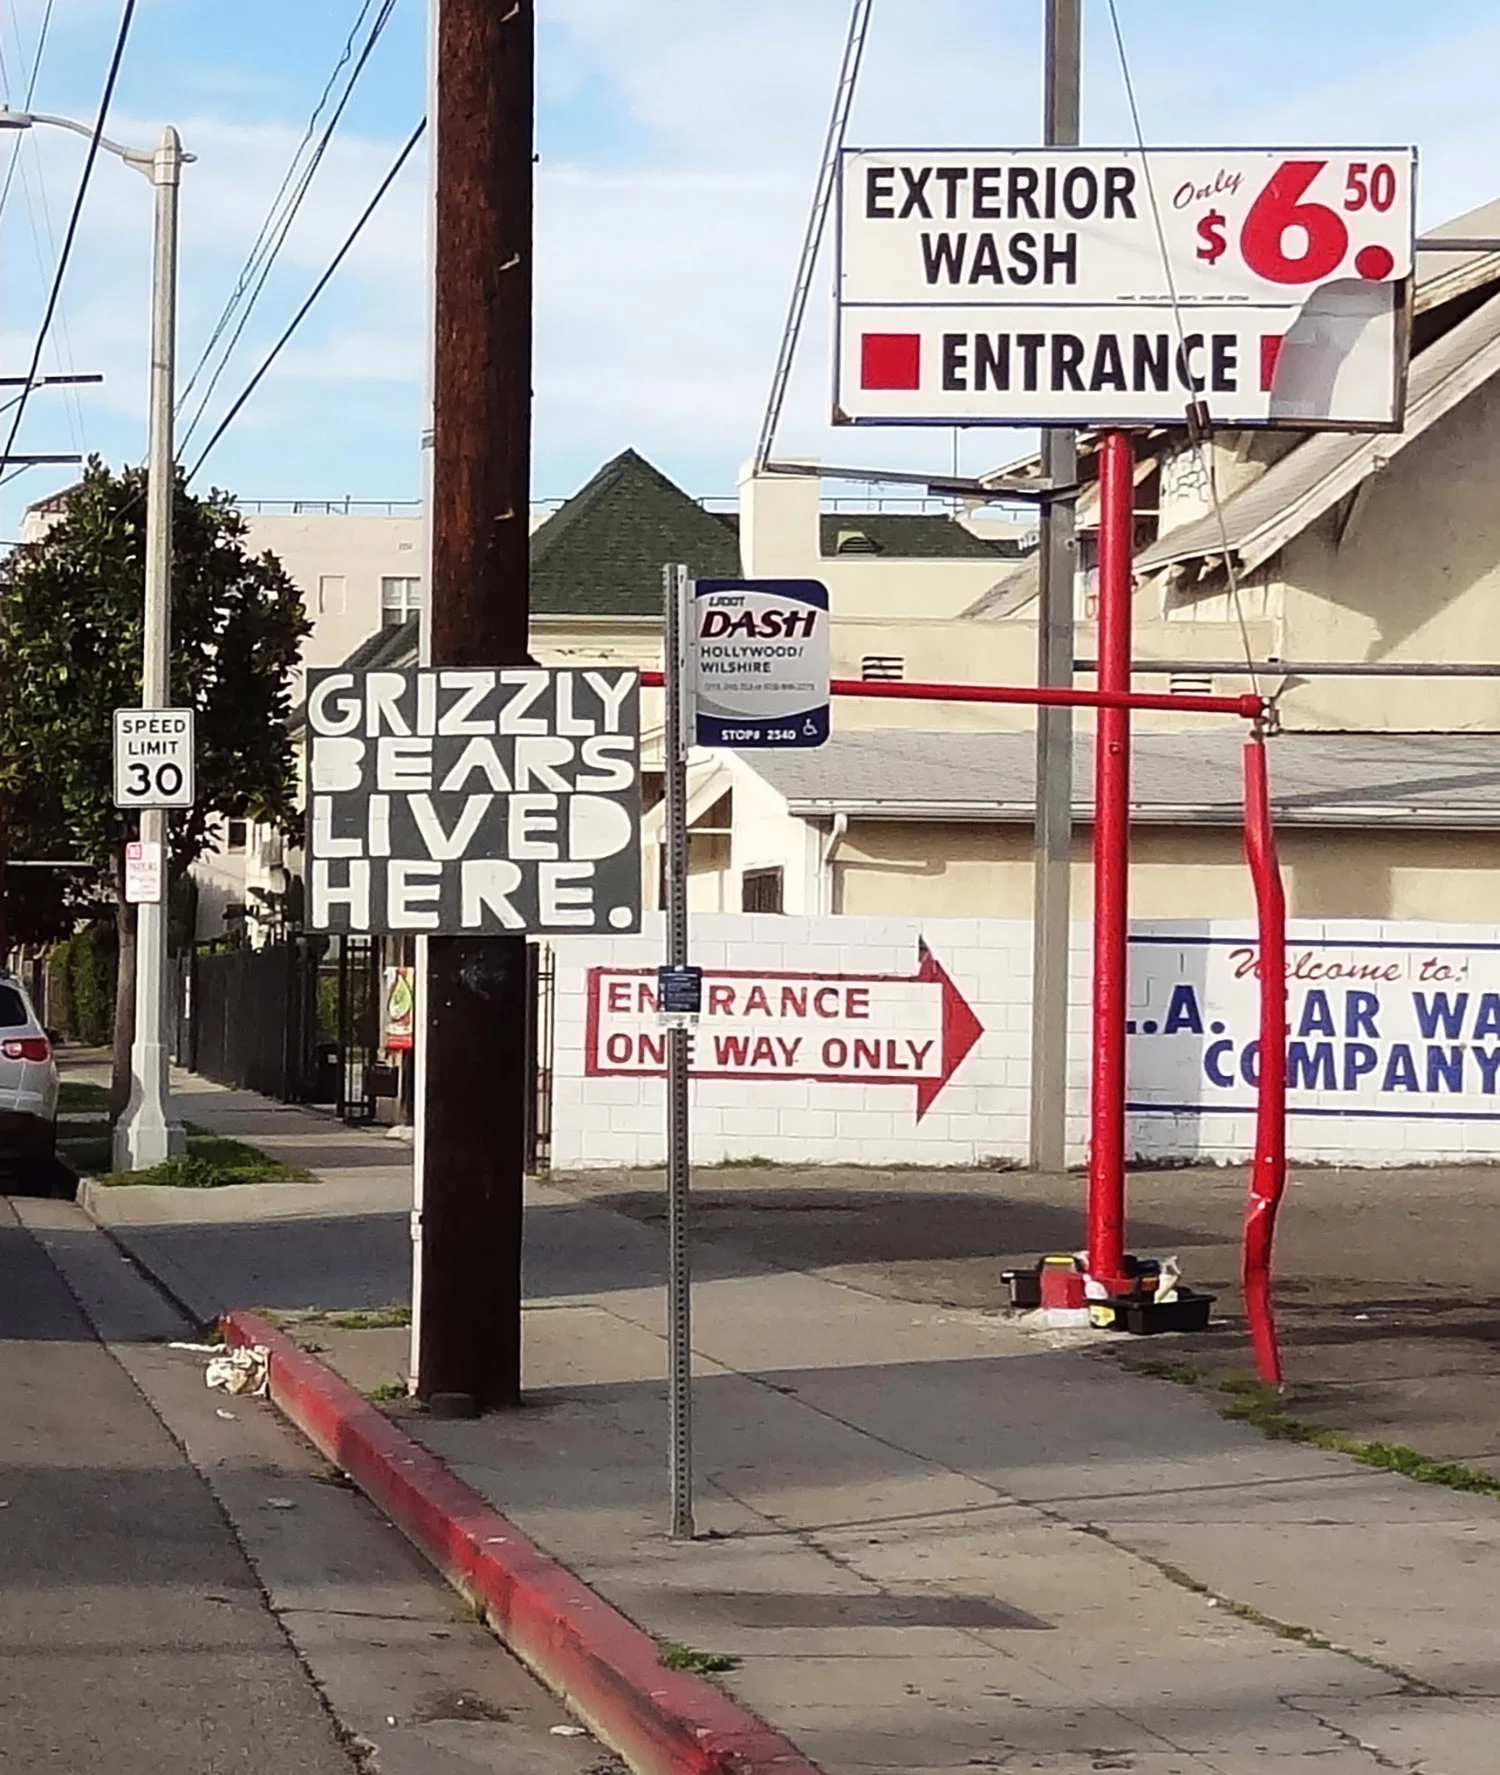 EXTERIOR
WASH
Only
$6.50
ENTRANCE
LADOT
DASH
HOLLYWOOD/
WILSHIRE
STOP# 2540
GRIZZLY
BEARS
LIVED
HERE.
SPEED
LIMIT
30
ENTRANCE
ONE WAY ONLY
Welcome to:
L.A. CAR WA
COMPANY